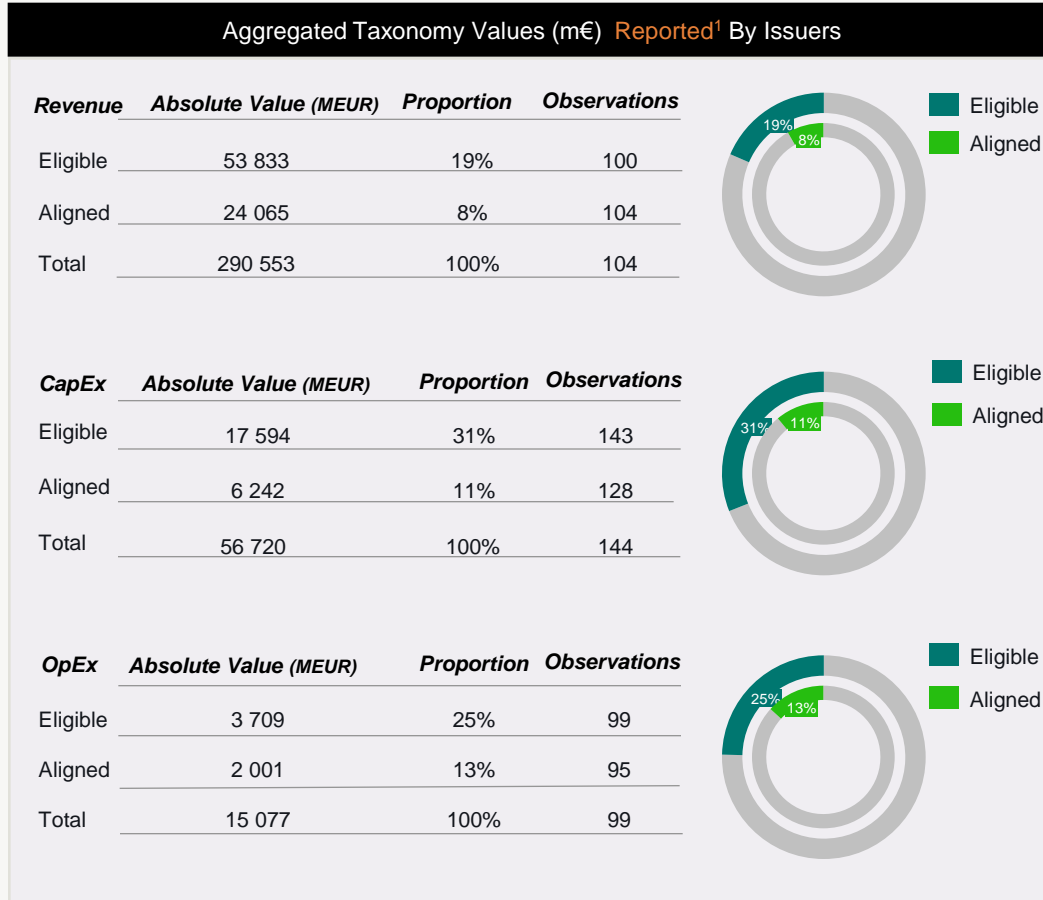 Aggregated Taxonomy Values (m€) Reported¹ By Issuers
Revenue Absolute Value (MEUR) Proportion Observations
Eligible 53 833 19% 100
Aligned 24 065 8% 104
Total 290 553 100% 104
19%
8%
Eligible
Aligned
CapEx Absolute Value (MEUR) Proportion Observations
Eligible 17 594 31% 143
Aligned 6 242 11% 128
Total 56 720 100% 144
31%
11%
Eligible
Aligned
OpEx Absolute Value (MEUR) Proportion Observations
Eligible 3 709 25% 99
Aligned 2 001 13% 95
Total 15 077 100% 99
25%
13%
Eligible
Aligned